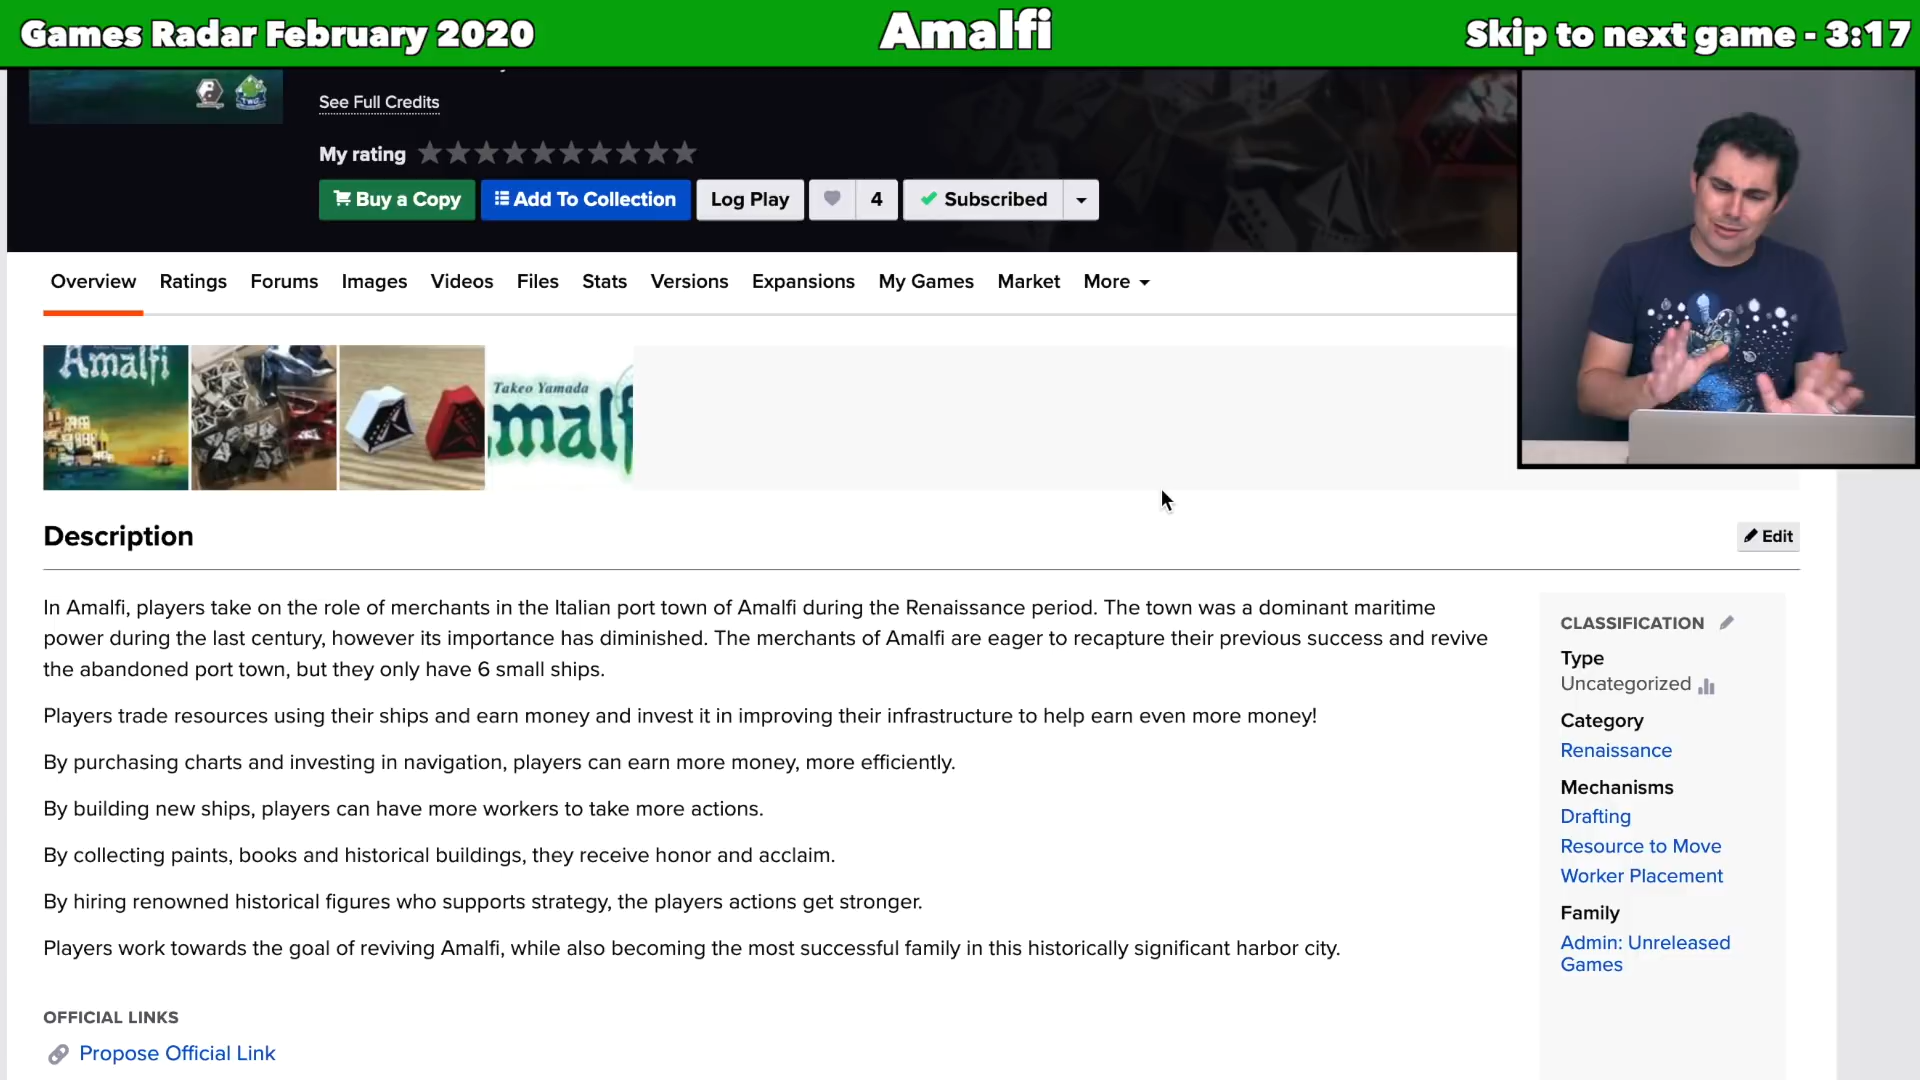 Games Radar February 2020
Amalfi
Skip to next game - 3:17
TWG
See Full Credits
My rating
Buy a Copy
Add To Collection
Log Play
4
Subscribed
Overview
Ratings
Forums
Images
Videos
Files
Stats
Versions
Expansions
My Games
Market
More
Amalfi
Takeo Yamada
malf
Description
Edit
In Amalfi, players take on the role of merchants in the Italian port town of Amalfi during the Renaissance period. The town was a dominant maritime
power during the last century, however its importance has diminished. The merchants of Amalfi are eager to recapture their previous success and revive
the abandoned port town, but they only have 6 small ships.
Players trade resources using their ships and earn money and invest it in improving their infrastructure to help earn even more money!
By purchasing charts and investing in navigation, players can earn more money, more efficiently.
By building new ships, players can have more workers to take more actions.
By collecting paints, books and historical buildings, they receive honor and acclaim.
By hiring renowned historical figures who supports strategy, the players actions get stronger.
Players work towards the goal of reviving Amalfi, while also becoming the most successful family in this historically significant harbor city.
CLASSIFICATION
Type
Uncategorized
Category
Renaissance
Mechanisms
Drafting
Resource to Move
Worker Placement
Family
Admin: Unreleased
Games
OFFICIAL LINKS
Propose Official Link